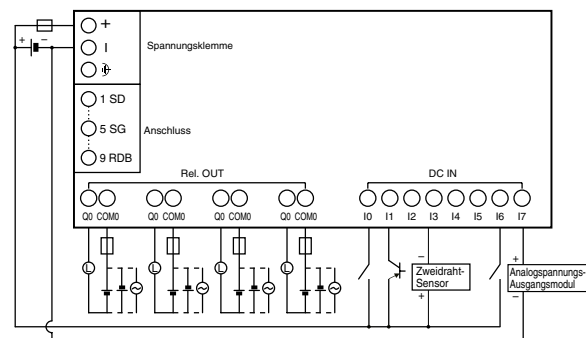 +
+ −
I
Spannungsklemme
1 SD
5 SG
Anschluss
9 RDB
Rel. OUT
DC IN
Q0 COM0 Q0 COM0 Q0 COM0 Q0 COM0 I0 I1 I2 I3 I4 I5 I6 I7
L L L L
−
Zweidraht-
Sensor
+
+
Analogspannungs-
Ausgangsmodul
−